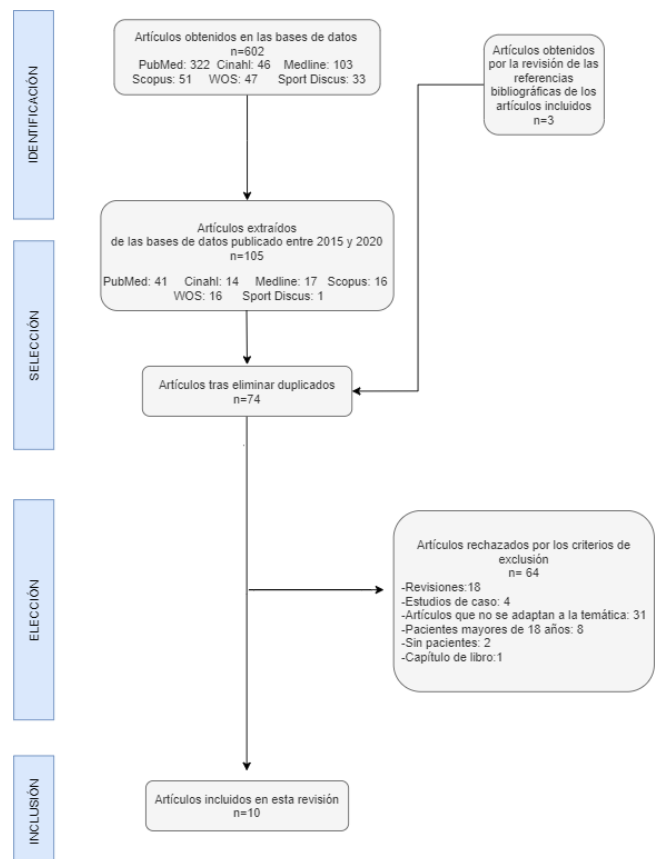 IDENTIFICACIÓN
Artículos obtenidos en las bases de datos
n=602
PubMed: 322 Cinahl: 46 Medline: 103
Scopus: 51 WOS: 47 Sport Discus: 33
Artículos obtenidos
por la revisión de las
referencias
bibliográficas de los
artículos incluidos
n=3
SELECCIÓN
Artículos extraídos
de las bases de datos publicado entre 2015 y 2020
n=105
PubMed: 41 Cinahl: 14 Medline: 17 Scopus: 16
WOS: 16 Sport Discus: 1
Artículos tras eliminar duplicados
n=74
ELECCIÓN
Artículos rechazados por los criterios de
exclusión
n= 64
-Revisiones:18
-Estudios de caso: 4
-Artículos que no se adaptan a la temática: 31
-Pacientes mayores de 18 años: 8
-Sin pacientes: 2
-Capítulo de libro:1
INCLUSIÓN
Artículos incluidos en esta revisión
n=10